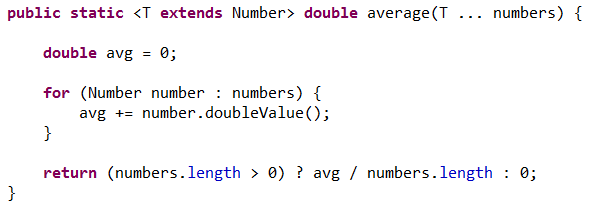 public static <T extends Number> double average(T ... numbers) {
double avg = 0;
for (Number number : numbers) {
avg += number.doubleValue();
}
return (numbers.length > 0) ? avg / numbers.length : 0;
}